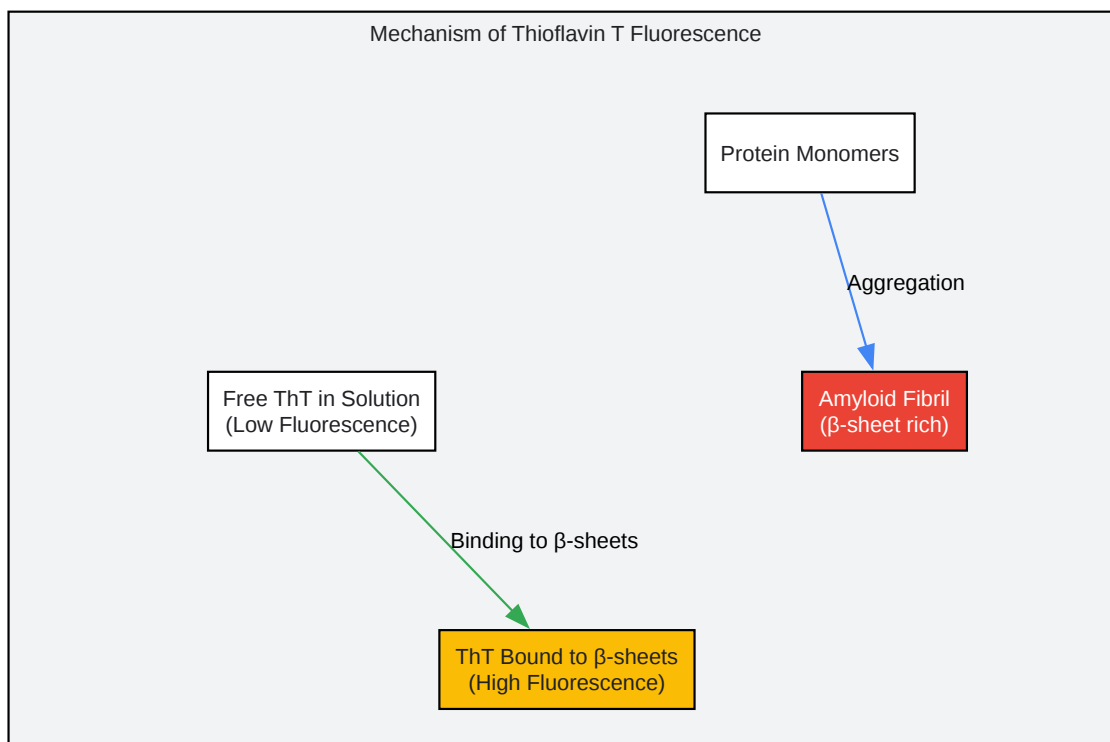 Mechanism of Thioflavin T Fluorescence
Protein Monomers
Aggregation
Free ThT in Solution
(Low Fluorescence)
Amyloid Fibril
(β-sheet rich)
Binding to β-sheets
ThT Bound to β-sheets
(High Fluorescence)